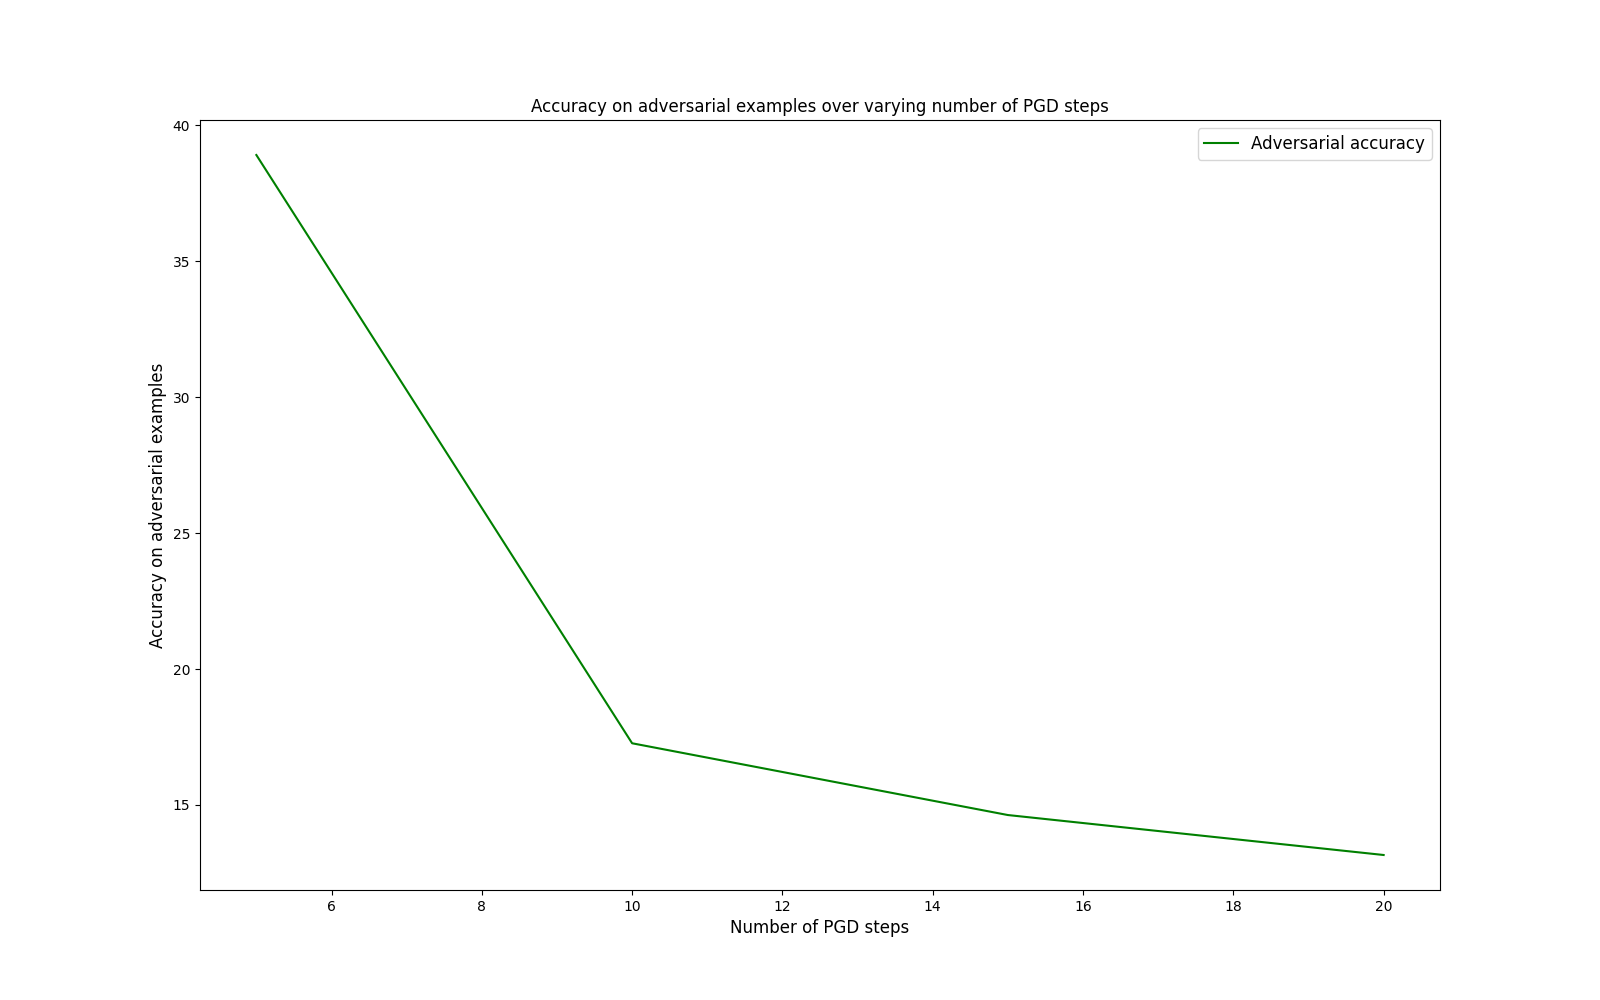 Accuracy on adversarial examples over varying number of PGD steps
Adversarial accuracy
40
35
30
25
20
15
Accuracy on adversarial examples
6 8 10 12 14 16 18 20
Number of PGD steps